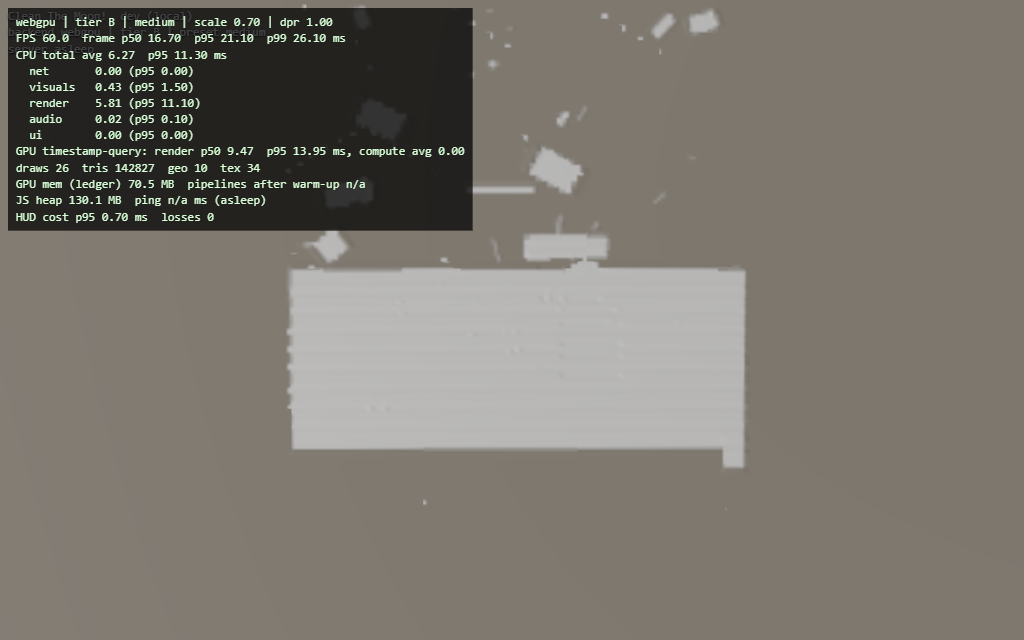 webgpu | tier B | medium | scale 0.70 | dpr 1.00
FPS 60.0  frame p50 16.70  p95 21.10  p99 26.10 ms
CPU total avg 6.27  p95 11.30 ms
net 0.00 (p95 0.00)
visuals 0.43 (p95 1.50)
render 5.81 (p95 11.10)
audio 0.02 (p95 0.10)
ui 0.00 (p95 0.00)
GPU timestamp-query: render p50 9.47  p95 13.95 ms, compute avg 0.00
draws 26  tris 142827  geo 10  tex 34
GPU mem (ledger) 70.5 MB  pipelines after warm-up n/a
JS heap 130.1 MB  ping n/a ms (asleep)
HUD cost p95 0.70 ms  losses 0